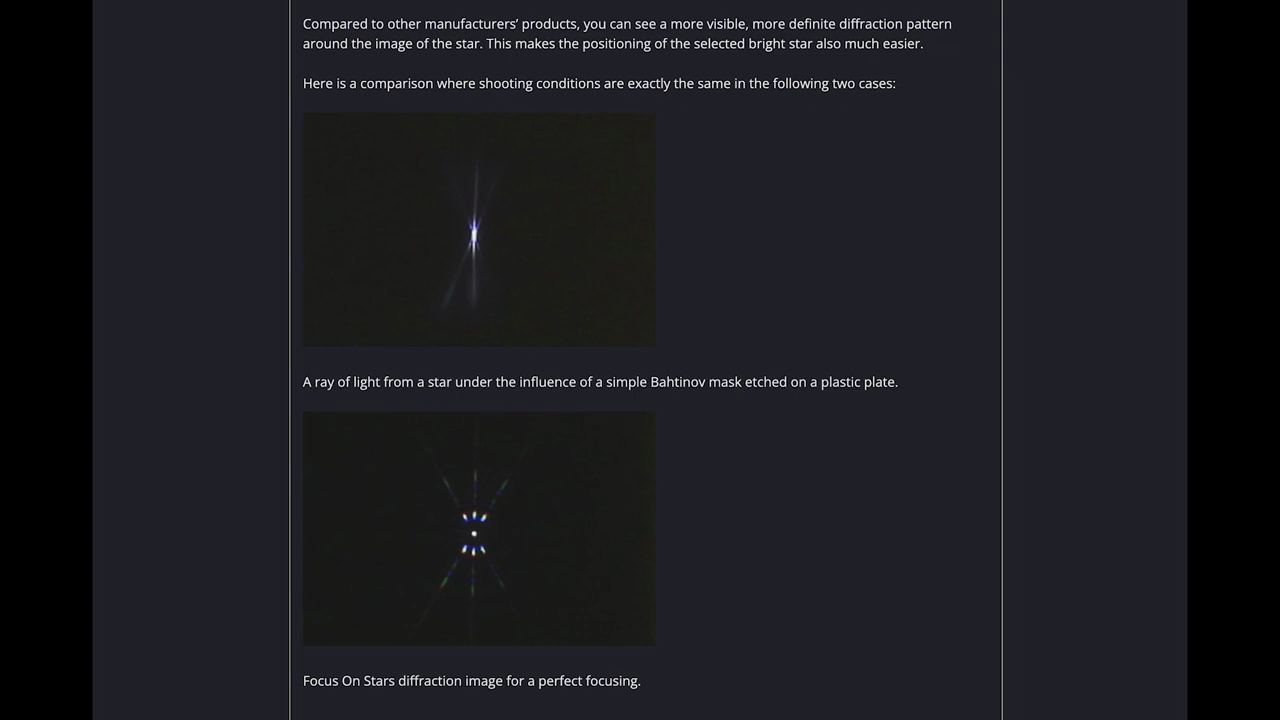 Compared to other manufacturers’ products, you can see a more visible, more definite diffraction pattern
around the image of the star. This makes the positioning of the selected bright star also much easier.
Here is a comparison where shooting conditions are exactly the same in the following two cases:
A ray of light from a star under the influence of a simple Bahtinov mask etched on a plastic plate.
Focus On Stars diffraction image for a perfect focusing.